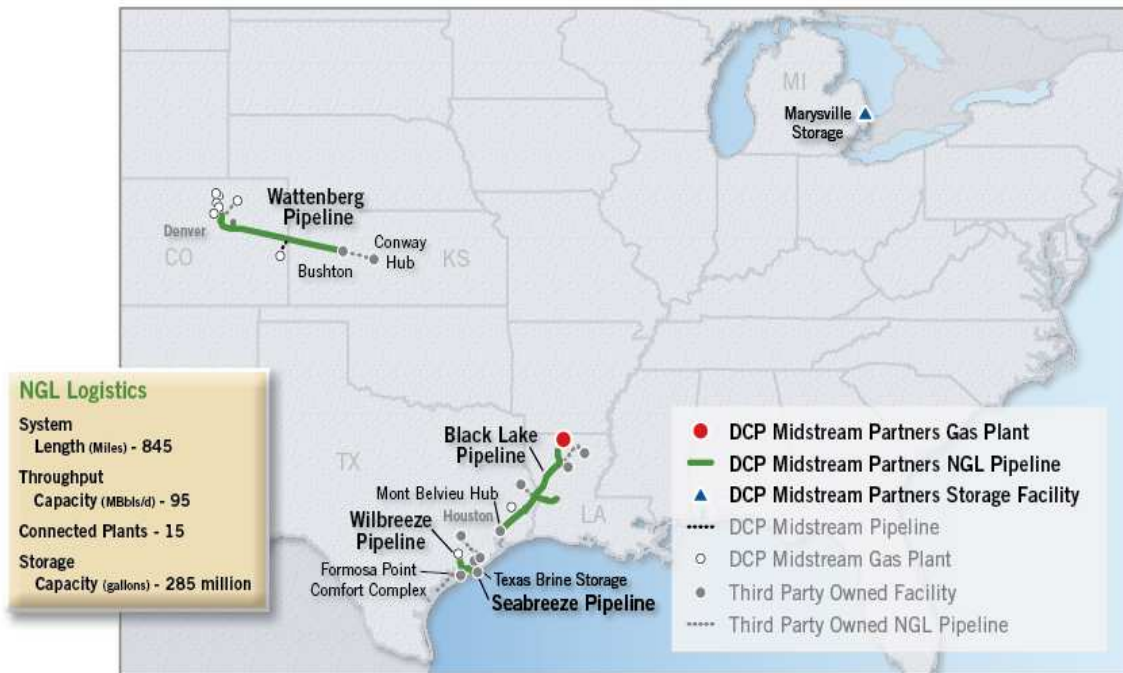 MI
Marysville
Storage
Wattenberg
Pipeline
Denver
CO
Bushton
Conway
Hub
KS
NGL Logistics
System
Length (Miles) - 845
Throughput
Capacity (MBbls/d) - 95
Connected Plants - 15
Storage
Capacity (gallons) - 285 million
TX
Black Lake
Pipeline
Mont Belvieu Hub
Houston
LA
Wilbreeze
Pipeline
Formosa Point
Comfort Complex
Texas Brine Storage
Seabreeze Pipeline
DCP Midstream Partners Gas Plant
DCP Midstream Partners NGL Pipeline
DCP Midstream Partners Storage Facility
DCP Midstream Pipeline
DCP Midstream Gas Plant
Third Party Owned Facility
Third Party Owned NGL Pipeline